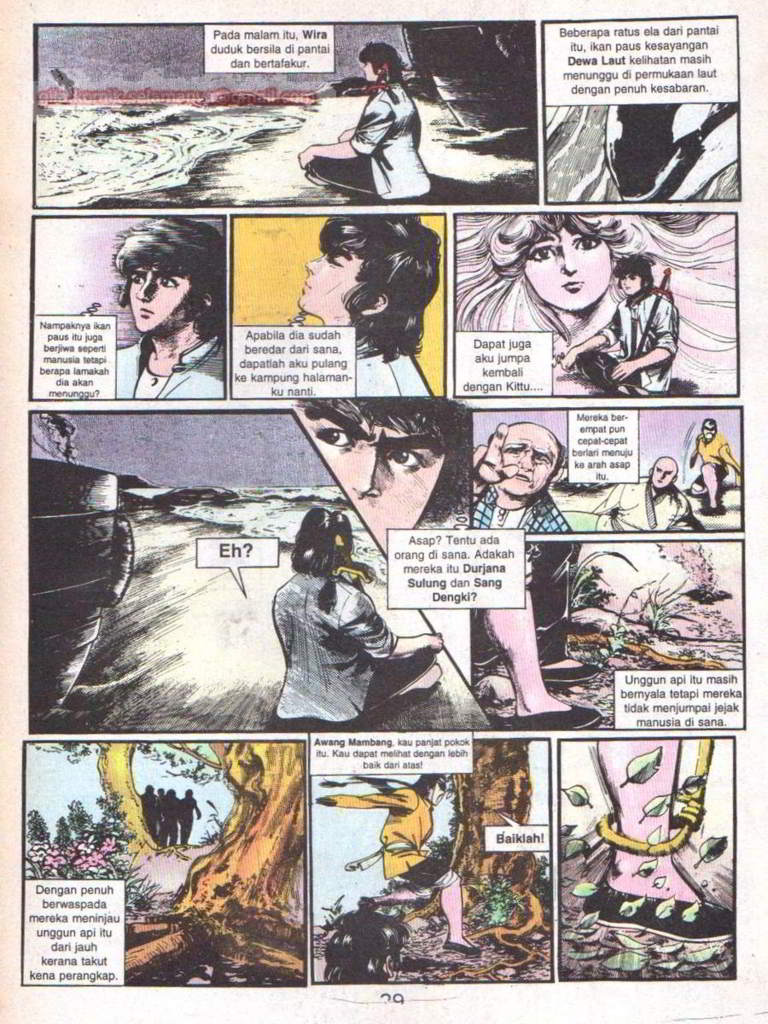 Pada malam itu, Wira
duduk bersila di pantai
dan bertafakur.
Beberapa ratus ela dari pantai
itu, ikan paus kesayangan
Dewa Laut kelihatan masih
menunggu di permukaan laut
dengan penuh kesabaran.
Nampaknya ikan
paus itu juga
berjiwa seperti
manusia tetapi
berapa lamakah
dia akan
menunggu?
Apabila dia sudah
beredar dari sana,
dapatlah aku pulang
ke kampung halaman-
ku nanti.
Dapat juga
aku jumpa
kembali
dengan Kittu....
Eh?
Asap? Tentu ada
orang di sana. Adakah
mereka itu Durjana
Sulung dan Sang
Dengki?
Mereka ber-
empat pun
cepat-cepat
berlari menuju
ke arah asap
itu.
Unggun api itu masih
bernyala tetapi mereka
tidak menjumpai jejak
manusia di sana.
Dengan penuh
berwaspada
mereka meninjau
unggun api itu
dari jauh
kerana takut
kena perangkap.
Awang Mambang, kau panjat pokok
itu. Kau dapat melihat dengan lebih
baik dari atas!
Baiklah!